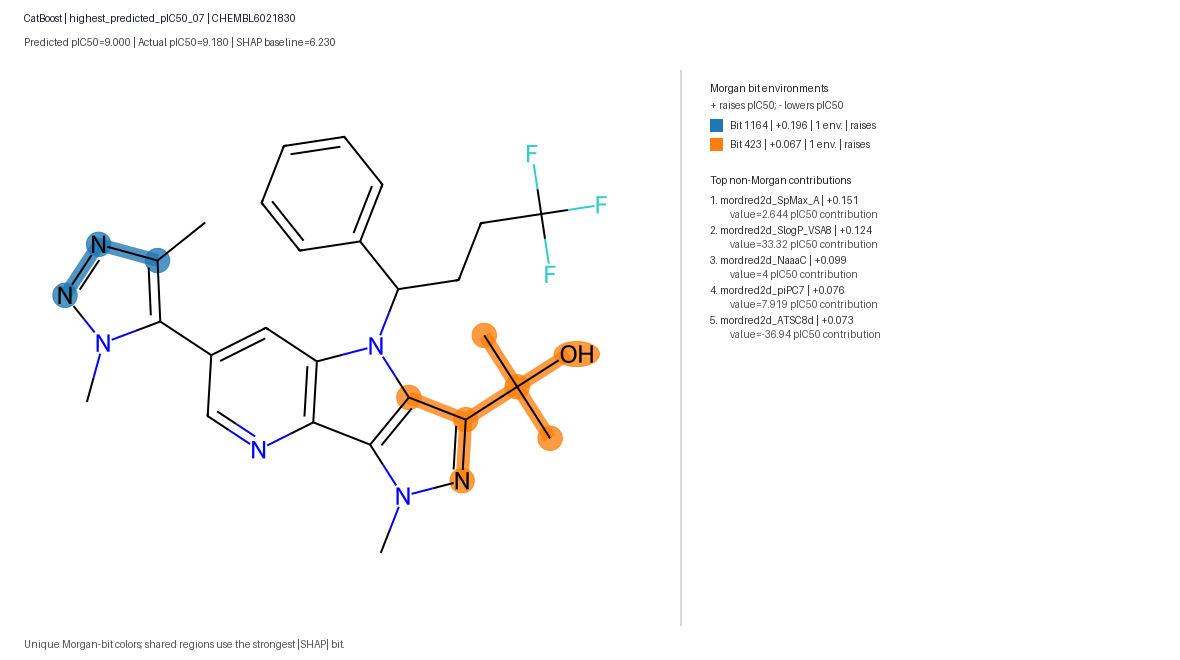 CatBoost | highest_predicted_pIC50_07 | CHEMBL6021830
Predicted pIC50=9.000 | Actual pIC50=9.180 | SHAP baseline=6.230
Morgan bit environments
+ raises pIC50; - lowers pIC50
Bit 1164 | +0.196 | 1 env. | raises
Bit 423 | +0.067 | 1 env. | raises
Top non-Morgan contributions
1. mordred2d_SpMax_A | +0.151
value=2.644 pIC50 contribution
2. mordred2d_SlogP_VSA8 | +0.124
value=33.32 pIC50 contribution
3. mordred2d_NaaaC | +0.099
value=4 pIC50 contribution
4. mordred2d_piPC7 | +0.076
value=7.919 pIC50 contribution
5. mordred2d_ATSC8d | +0.073
value=-36.94 pIC50 contribution
F
F
F
N
N
N
N
OH
N
N
N
Unique Morgan-bit colors; shared regions use the strongest |SHAP| bit.